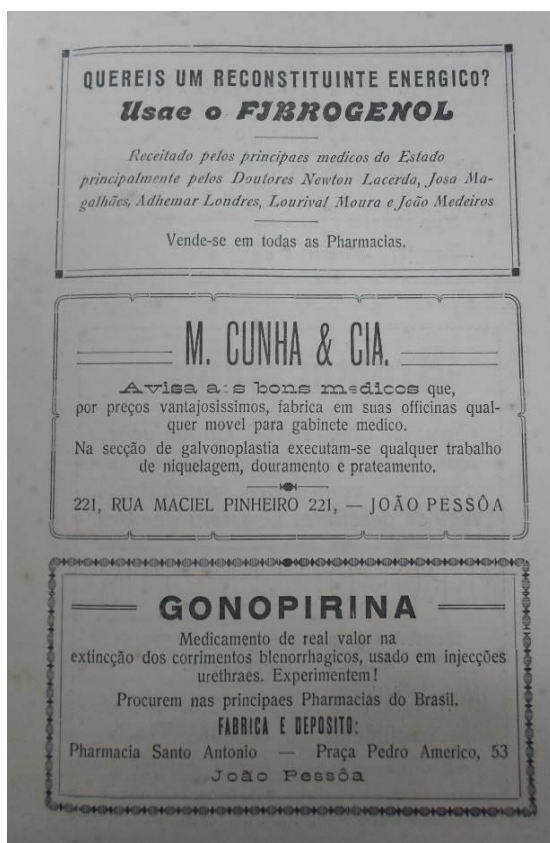 QUEREIS UM RECONSTITUINTE ENERGICO?
Usae o FIBROGENOL
Receitado pelos principaes medicos do Estado
principalmente pelos Doutores Newton Lacerda, Josa Ma-
galhães, Adhemar Londres, Lourival Moura e João Medeiros
Vende-se em todas as Pharmacias.
M. CUNHA & CIA.
Avisa a:s bons medicos que,
por preços vantajosissimos, fabrica em suas officinas qual-
quer movel para gabinete medico.
Na secção de galvonoplastia executam-se qualquer trabalho
de niquelagem, douramento e prateamento.
221, RUA MACIEL PINHEIRO 221, — JOÃO PESSÔA
GONOPIRINA
Medicamento de real valor na
extincção dos corrimentos blenorrhagicos, usado em injecções
urethraes. Experimentem!
Procurem nas principaes Pharmacias do Brasil.
FABRICA E DEPOSITO:
Pharmacia Santo Antonio — Praça Pedro Americo, 53
João Pessôa